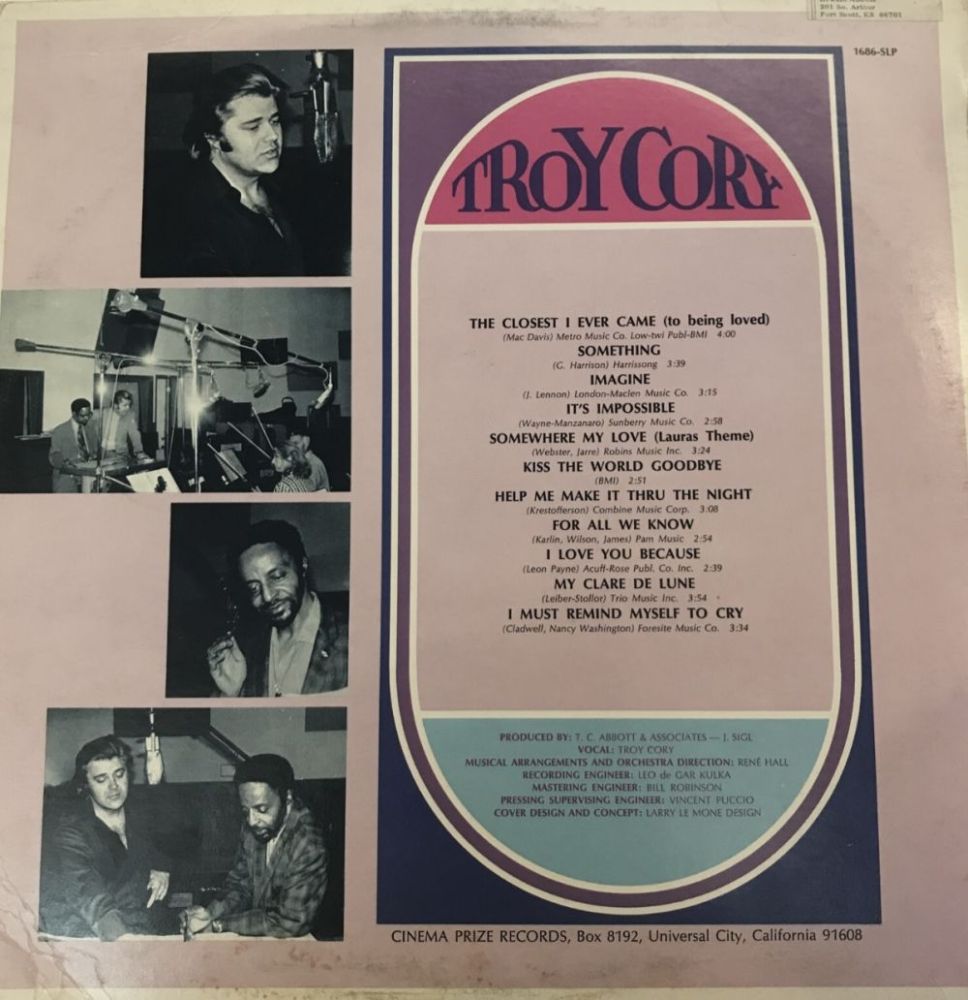 201 So. Arthur
Fort Scott, KS 66701
1686-SLP
TROY CORY
THE CLOSEST I EVER CAME (to being loved)
(Mac Davis) Metro Music Co. Low-twi Publ-BMI 4:00
SOMETHING
(G. Harrison) Harrissong 3:39
IMAGINE
(J. Lennon) London-Maclen Music Co. 3:15
IT'S IMPOSSIBLE
(Wayne-Manzanaro) Sunberry Music Co. 2:58
SOMEWHERE MY LOVE (Lauras Theme)
(Webster, Jarre) Robins Music Inc. 3:24
KISS THE WORLD GOODBYE
(BMI) 2:51
HELP ME MAKE IT THRU THE NIGHT
(Krestofferson) Combine Music Corp. 3:08
FOR ALL WE KNOW
(Karlin, Wilson, James) Pam Music 2:54
I LOVE YOU BECAUSE
(Leon Payne) Acuff-Rose Publ. Co. Inc. 2:39
MY CLARE DE LUNE
(Leiber-Stollor) Trio Music Inc. 3:54
I MUST REMIND MYSELF TO CRY
(Cladwell, Nancy Washington) Foresite Music Co. 3:34
PRODUCED BY: T. C. ABBOTT & ASSOCIATES — J. SIGL
VOCAL: TROY CORY
MUSICAL ARRANGEMENTS AND ORCHESTRA DIRECTION: RENÉ HALL
RECORDING ENGINEER: LEO de GAR KULKA
MASTERING ENGINEER: BILL ROBINSON
PRESSING SUPERVISING ENGINEER: VINCENT PUCCIO
COVER DESIGN AND CONCEPT: LARRY LE MONE DESIGN
CINEMA PRIZE RECORDS, Box 8192, Universal City, California 91608